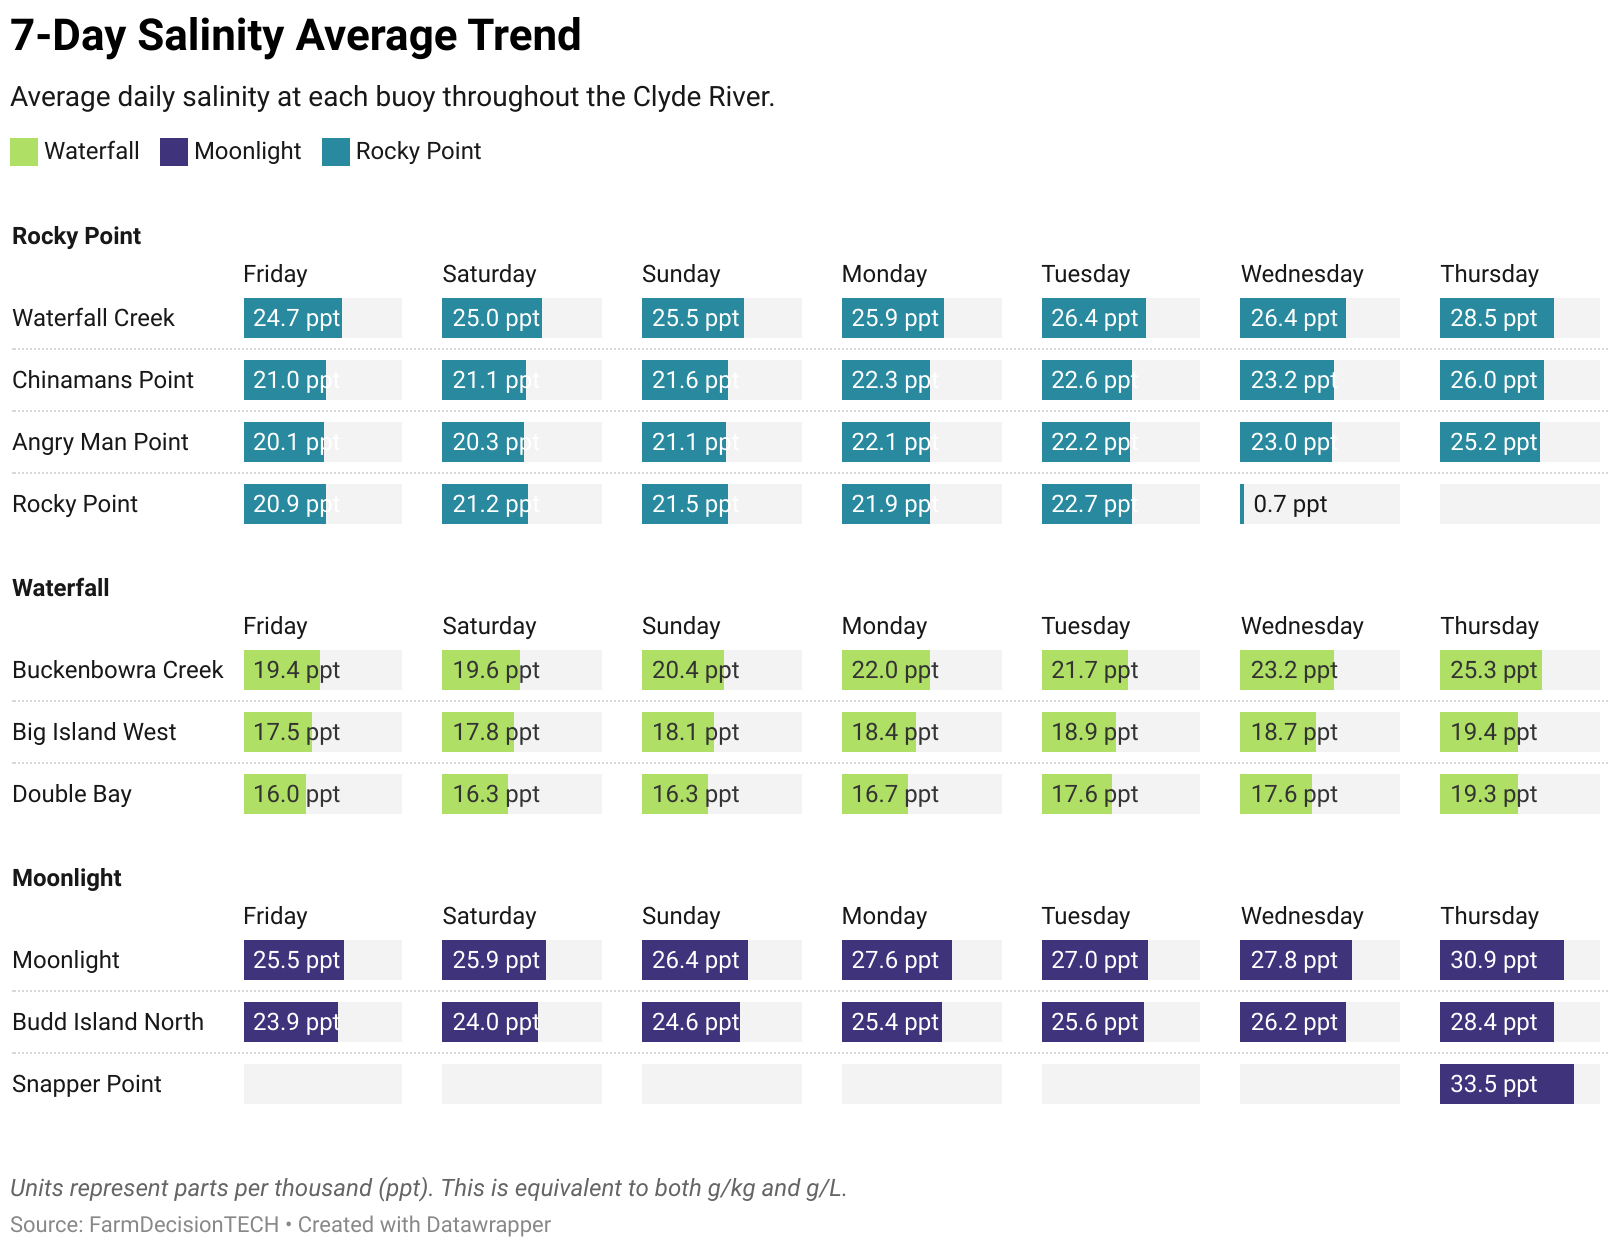 7-Day Salinity Average Trend
Average daily salinity at each buoy throughout the Clyde River.
Waterfall Moonlight Rocky Point
Rocky Point
Friday Saturday Sunday Monday Tuesday Wednesday Thursday
Waterfall Creek 24.7 ppt 25.0 ppt 25.5 ppt 25.9 ppt 26.4 ppt 26.4 ppt 28.5 ppt
Chinamans Point 21.0 ppt 21.1 ppt 21.6 ppt 22.3 ppt 22.6 ppt 23.2 ppt 26.0 ppt
Angry Man Point 20.1 ppt 20.3 ppt 21.1 ppt 22.1 ppt 22.2 ppt 23.0 ppt 25.2 ppt
Rocky Point 20.9 ppt 21.2 ppt 21.5 ppt 21.9 ppt 22.7 ppt 0.7 ppt
Waterfall
Friday Saturday Sunday Monday Tuesday Wednesday Thursday
Buckenbowra Creek 19.4 ppt 19.6 ppt 20.4 ppt 22.0 ppt 21.7 ppt 23.2 ppt 25.3 ppt
Big Island West 17.5 ppt 17.8 ppt 18.1 ppt 18.4 ppt 18.9 ppt 18.7 ppt 19.4 ppt
Double Bay 16.0 ppt 16.3 ppt 16.3 ppt 16.7 ppt 17.6 ppt 17.6 ppt 19.3 ppt
Moonlight
Friday Saturday Sunday Monday Tuesday Wednesday Thursday
Moonlight 25.5 ppt 25.9 ppt 26.4 ppt 27.6 ppt 27.0 ppt 27.8 ppt 30.9 ppt
Budd Island North 23.9 ppt 24.0 ppt 24.6 ppt 25.4 ppt 25.6 ppt 26.2 ppt 28.4 ppt
Snapper Point 33.5 ppt
Units represent parts per thousand (ppt). This is equivalent to both g/kg and g/L.
Source: FarmDecisionTECH • Created with Datawrapper